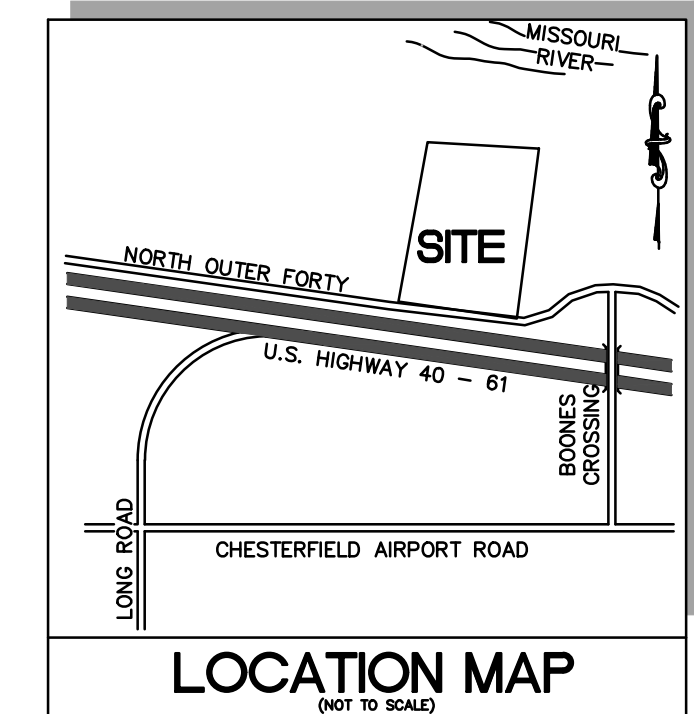 MISSOURI
RIVER
SITE
NORTH OUTER FORTY
U.S. HIGHWAY 40 - 61
BOONES
CROSSING
LONG ROAD
CHESTERFIELD AIRPORT ROAD
LOCATION MAP
(NOT TO SCALE)